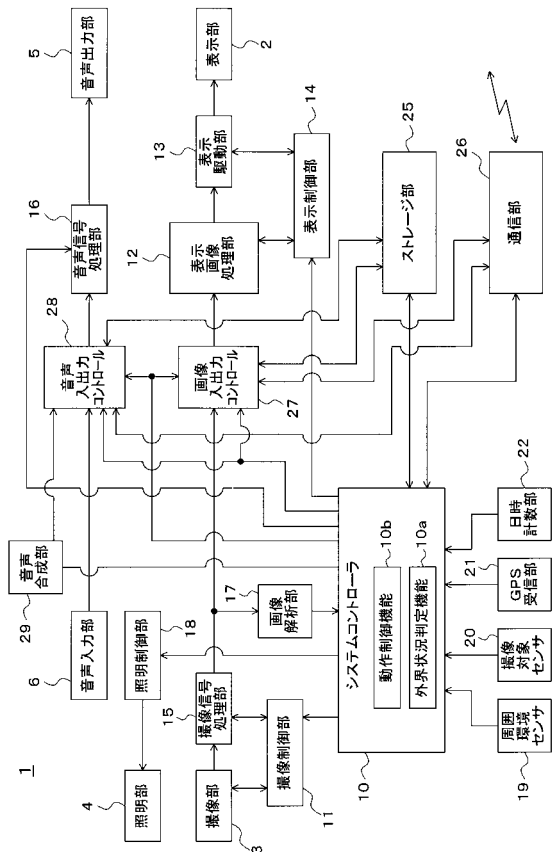 1
音声出力部
5
表示部
2
音声信号
処理部
16
表示
駆動部
13
表示制御部
14
表示
画像
処理部
12
ストレージ部
25
通信部
26
音声
入出力
コントロール
28
画像
入出力
コントロール
27
音声
合成部
29
音声入力部
6
照明制御部
18
照明部
4
撮像部
3
撮像信号
処理部
15
撮像制御部
11
画像
解析部
17
システムコントローラ
10
動作制御機能
10b
外界状況判定機能
10a
周囲
環境
センサ
19
撮像
対象
センサ
20
GPS
受信部
21
日時
計数部
22